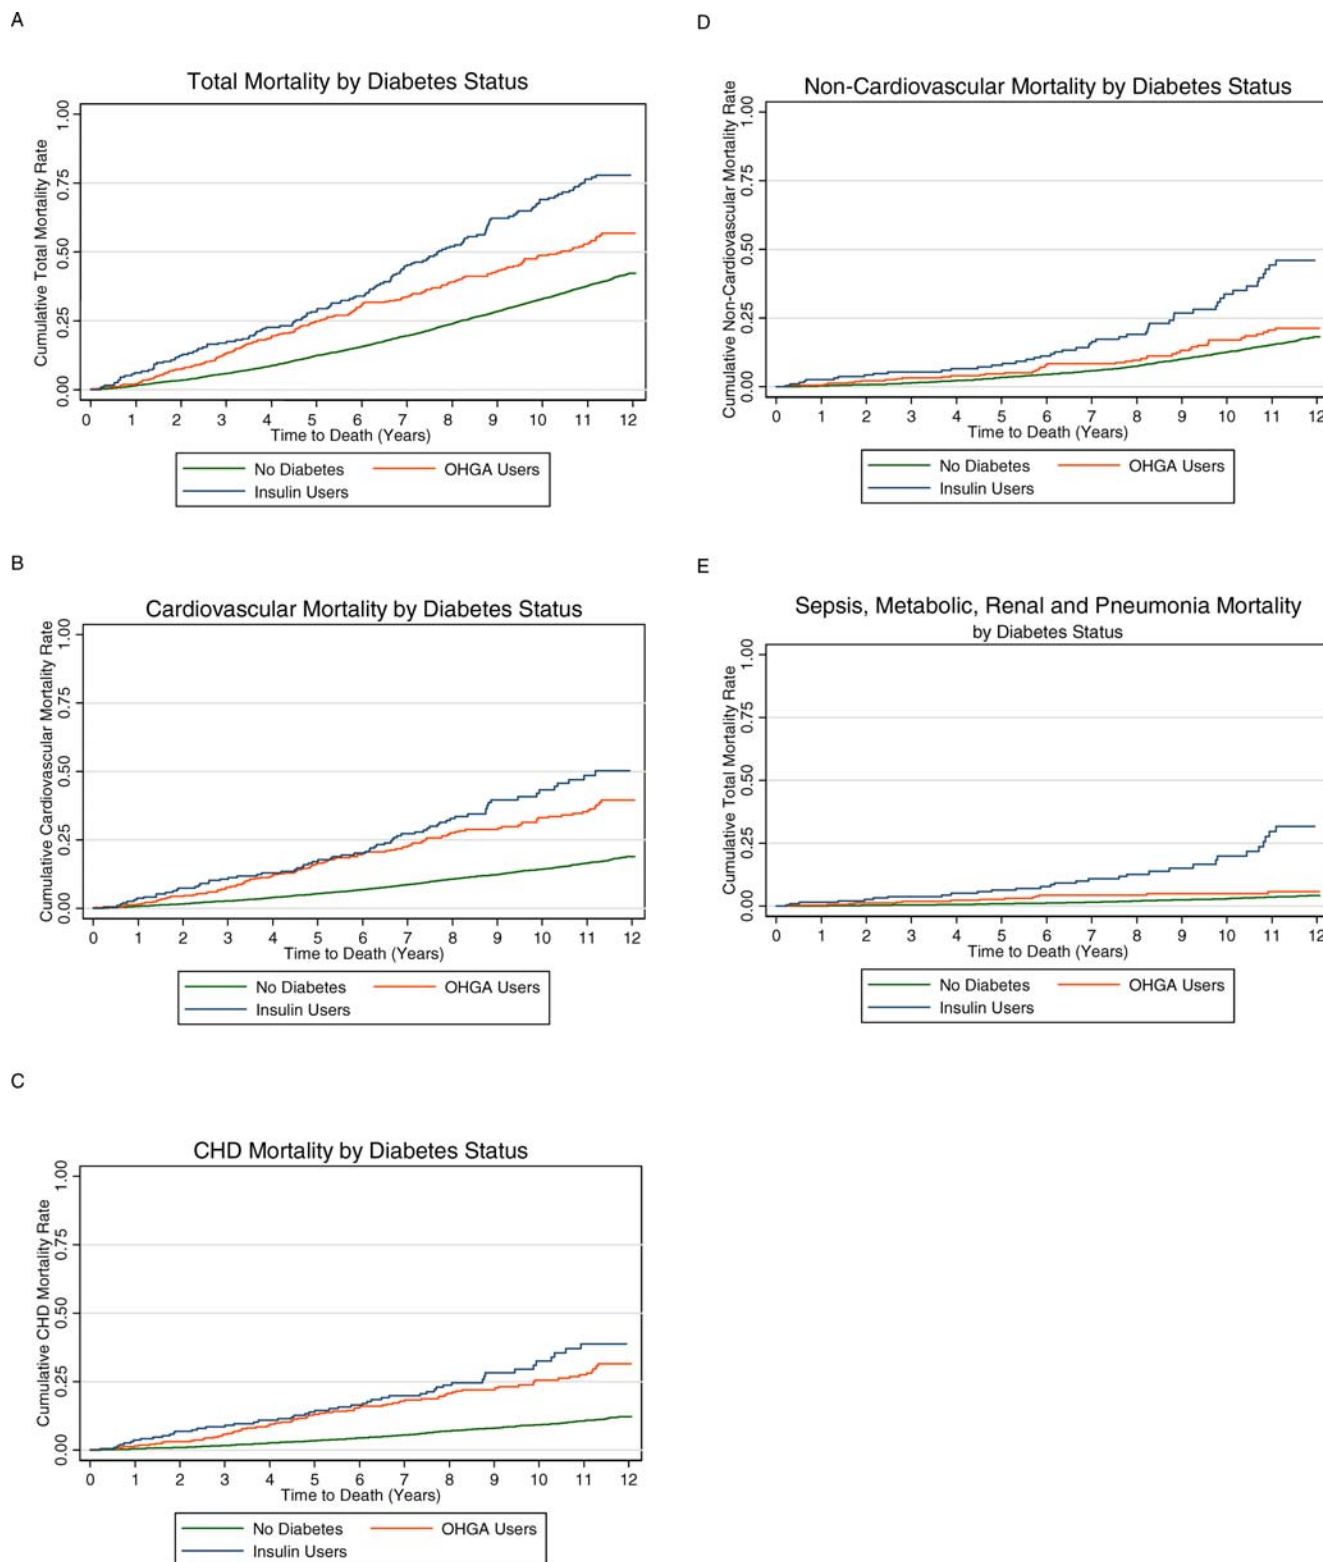 A
Total Mortality by Diabetes Status
Cumulative Total Mortality Rate
1.00
0.75
0.50
0.25
0.00
0 1 2 3 4 5 6 7 8 9 10 11 12
Time to Death (Years)
No Diabetes OHGA Users
Insulin Users
B
Cardiovascular Mortality by Diabetes Status
Cumulative Cardiovascular Mortality Rate
1.00
0.75
0.50
0.25
0.00
0 1 2 3 4 5 6 7 8 9 10 11 12
Time to Death (Years)
No Diabetes OHGA Users
Insulin Users
C
CHD Mortality by Diabetes Status
Cumulative CHD Mortality Rate
1.00
0.75
0.50
0.25
0.00
0 1 2 3 4 5 6 7 8 9 10 11 12
Time to Death (Years)
No Diabetes OHGA Users
Insulin Users
D
Non-Cardiovascular Mortality by Diabetes Status
Cumulative Non-Cardiovascular Mortality Rate
1.00
0.75
0.50
0.25
0.00
0 1 2 3 4 5 6 7 8 9 10 11 12
Time to Death (Years)
No Diabetes OHGA Users
Insulin Users
E
Sepsis, Metabolic, Renal and Pneumonia Mortality
by Diabetes Status
Cumulative Total Mortality Rate
1.00
0.75
0.50
0.25
0.00
0 1 2 3 4 5 6 7 8 9 10 11 12
Time to Death (Years)
No Diabetes OHGA Users
Insulin Users